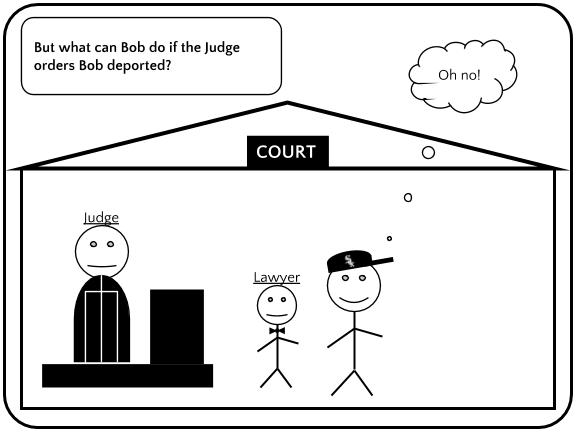 But what can Bob do if the Judge
orders Bob deported?
Oh no!
COURT
Judge
Lawyer